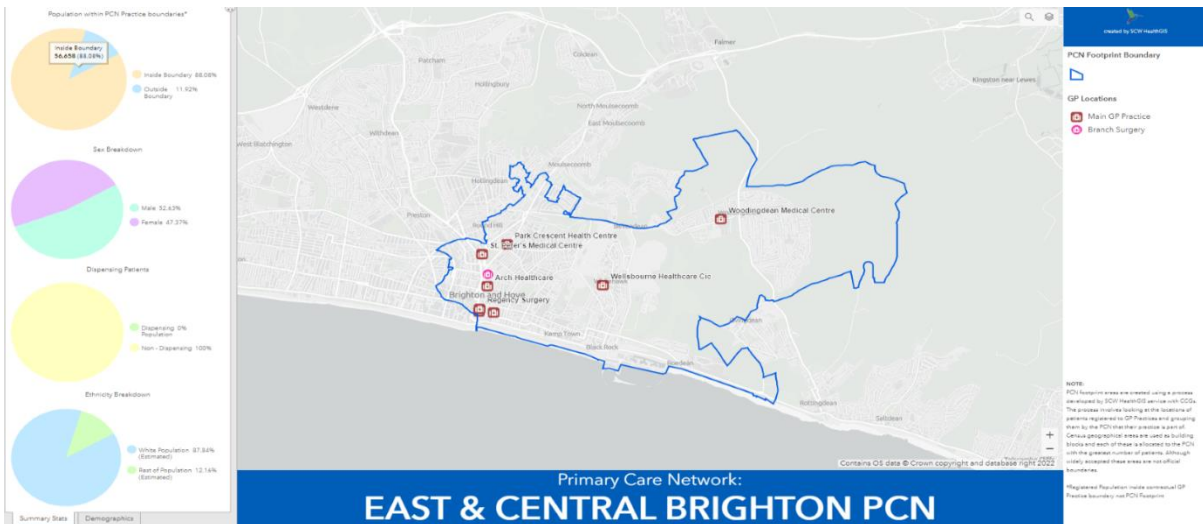 Population within PCN Practice boundaries*
Inside Boundary
56,658 (88.08%)
Inside Boundary 88.08%
Outside 11.92%
Boundary
Sex Breakdown
Male 52.63%
Female 47.37%
Dispensing Patients
Dispensing 0%
Population
Non - Dispensing 100%
Ethnicity Breakdown
White Population 87.84%
(Estimated)
Rest of Population 12.16%
(Estimated)
Summary Stats
Demographics
Patcham
Coldean
Falmer
Hollingbury
Kingston near Lewes
Westdene
North Moulsecoomb
East Moulsecoomb
Withdean
West Blatchington
Moulsecoomb
Hollingdean
Preston
Woodingdean Medical Centre
Round Hill
Park Crescent Health Centre
St. Peter's Medical Centre
Arch Healthcare
Wellsbourne Healthcare Cic
Brighton and Hove
Regency Surgery
Kemp Town
Black Rock
Roedean
Rottingdean
Saltdean
+
−
Contains OS data © Crown copyright and database right 2022
Primary Care Network:
EAST & CENTRAL BRIGHTON PCN
created by SCW HealthGIS
PCN Footprint Boundary
GP Locations
Main GP Practice
Branch Surgery
NOTE:
PCN footprint areas are created using a process
developed by SCW HealthGIS service with CCGs.
The process involves looking at the locations of
patients registered to GP Practices and grouping
them by the PCN that their practice is part of.
Census geographical areas are used as building
blocks and each of these is allocated to the PCN
with the greatest number of patients. Although
widely accepted these areas are not official
boundaries.
*Registered Population inside contractual GP
Practice boundary not PCN Footprint